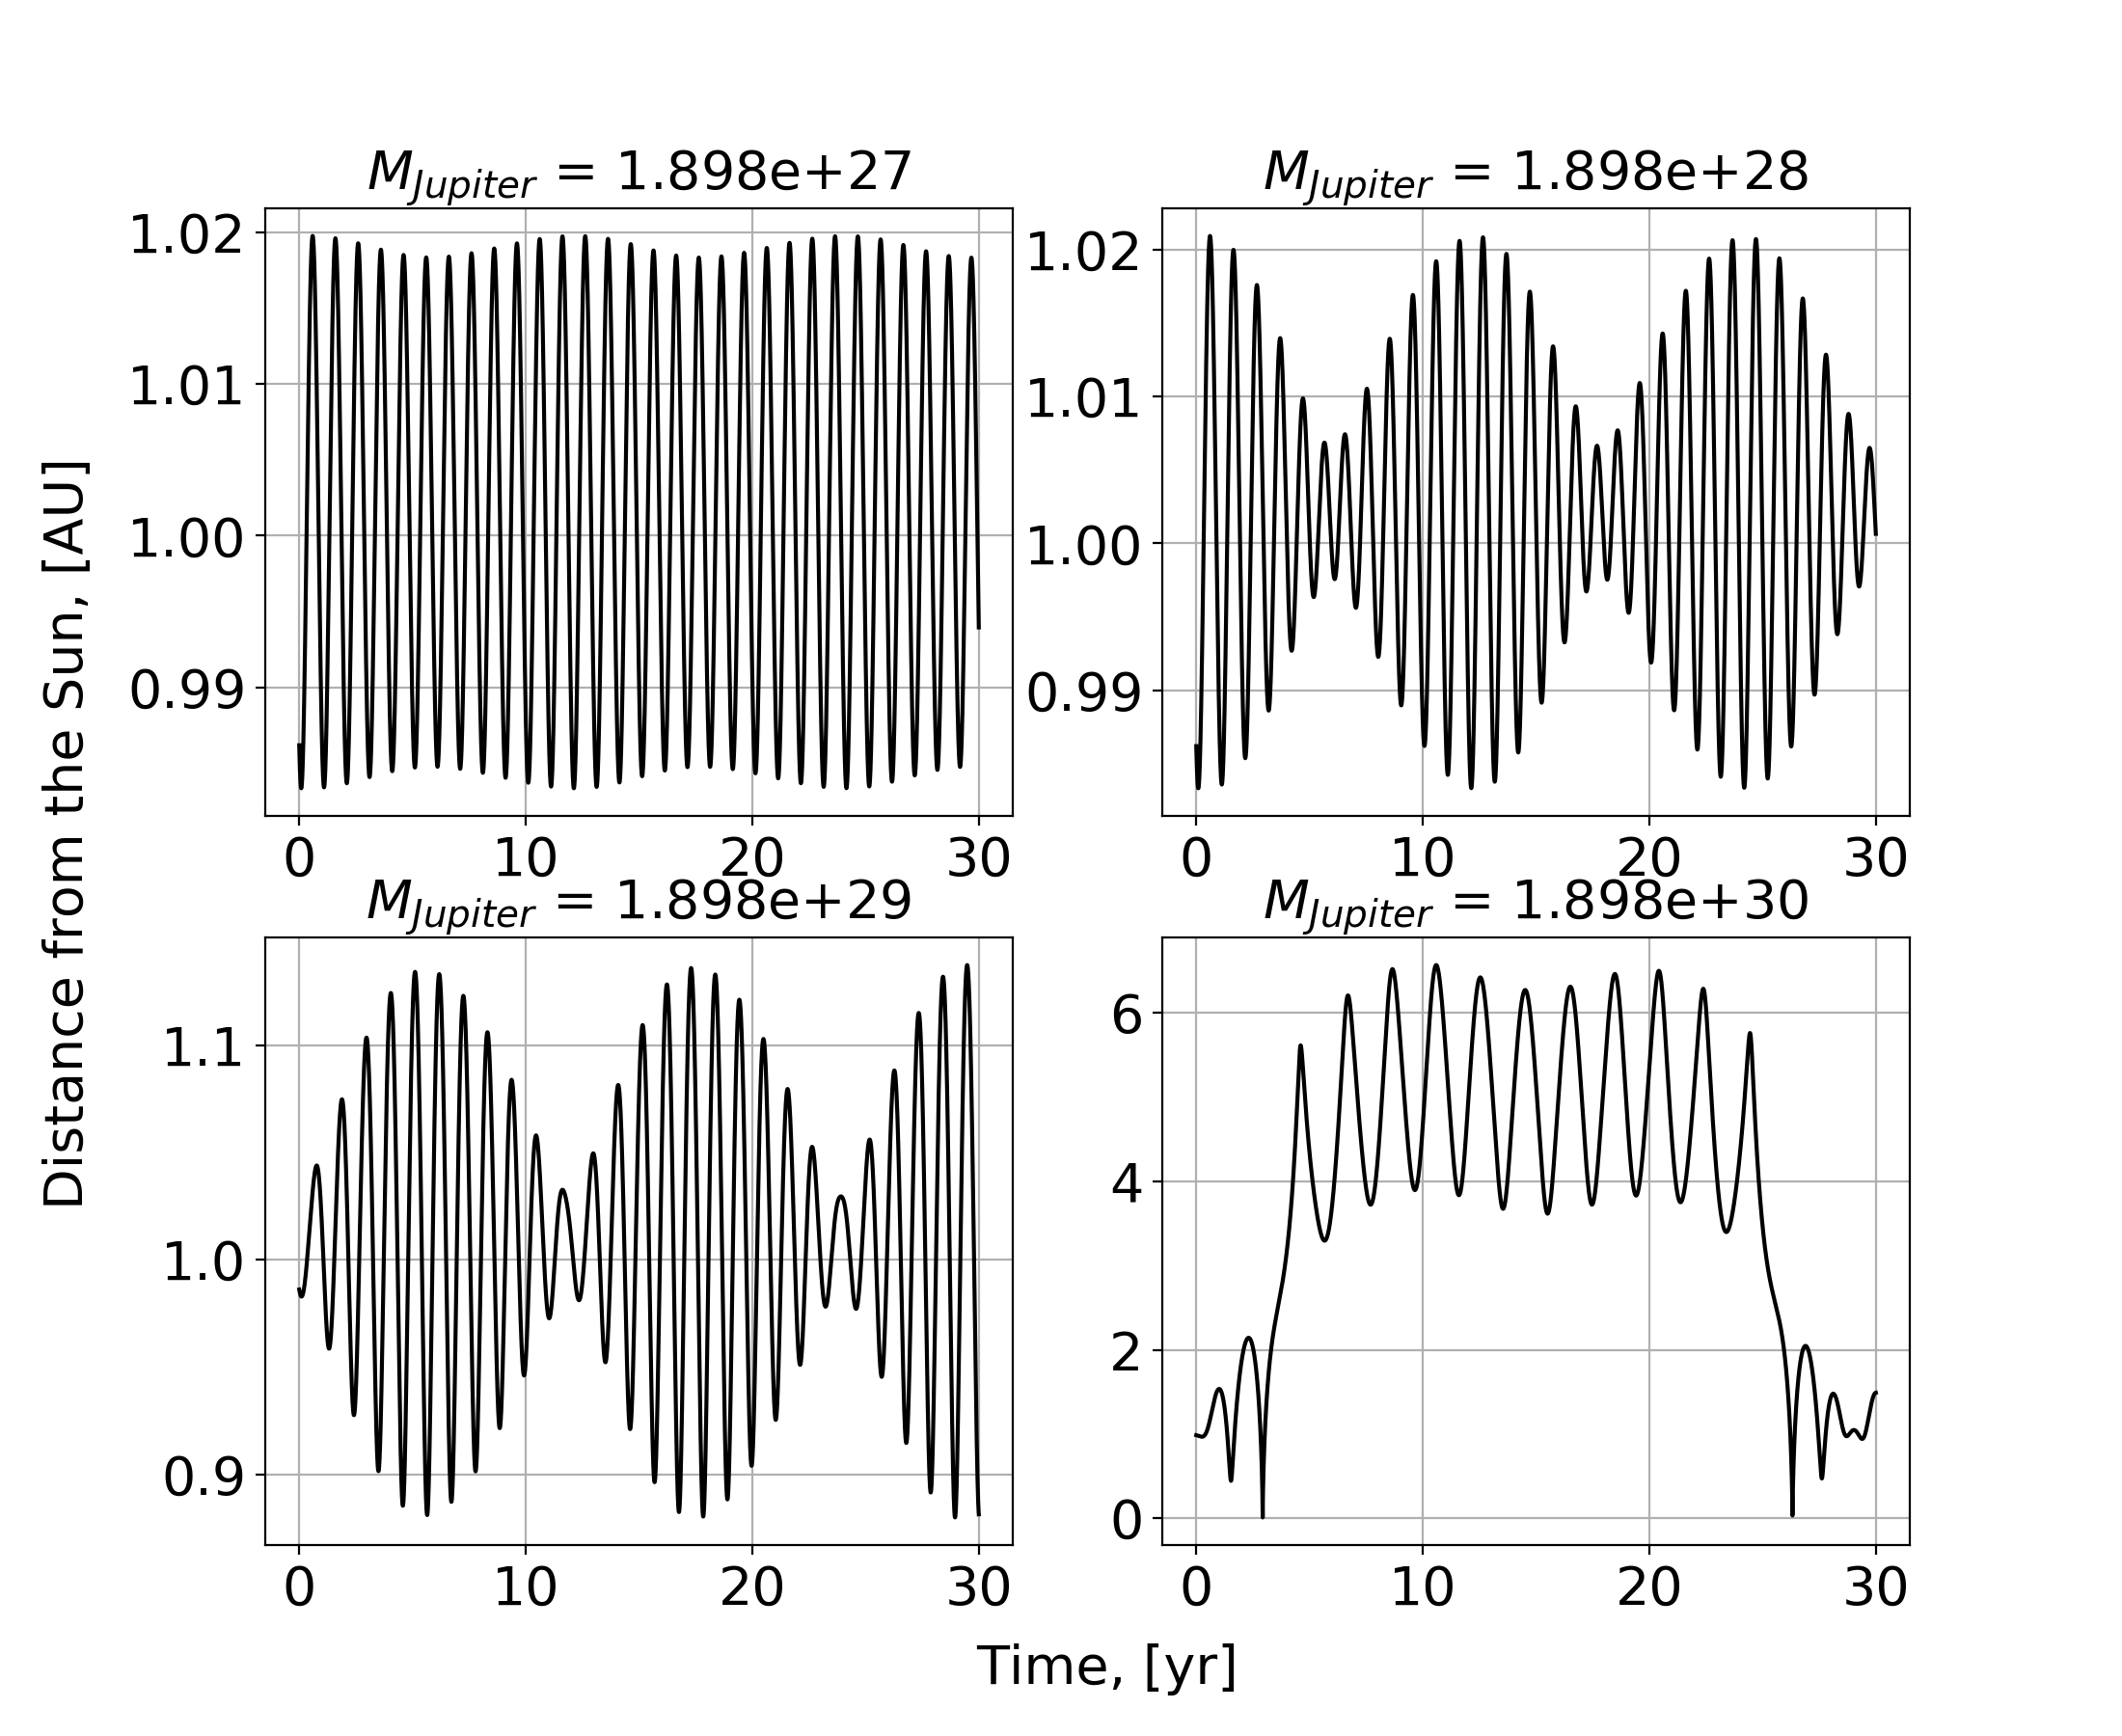 M_Jupiter = 1.898e+27
1.02
1.01
1.00
0.99
0 10 20 30
M_Jupiter = 1.898e+28
1.02
1.01
1.00
0.99
0 10 20 30
M_Jupiter = 1.898e+29
1.1
1.0
0.9
0 10 20 30
M_Jupiter = 1.898e+30
6
4
2
0
0 10 20 30
Distance from the Sun, [AU]
Time, [yr]